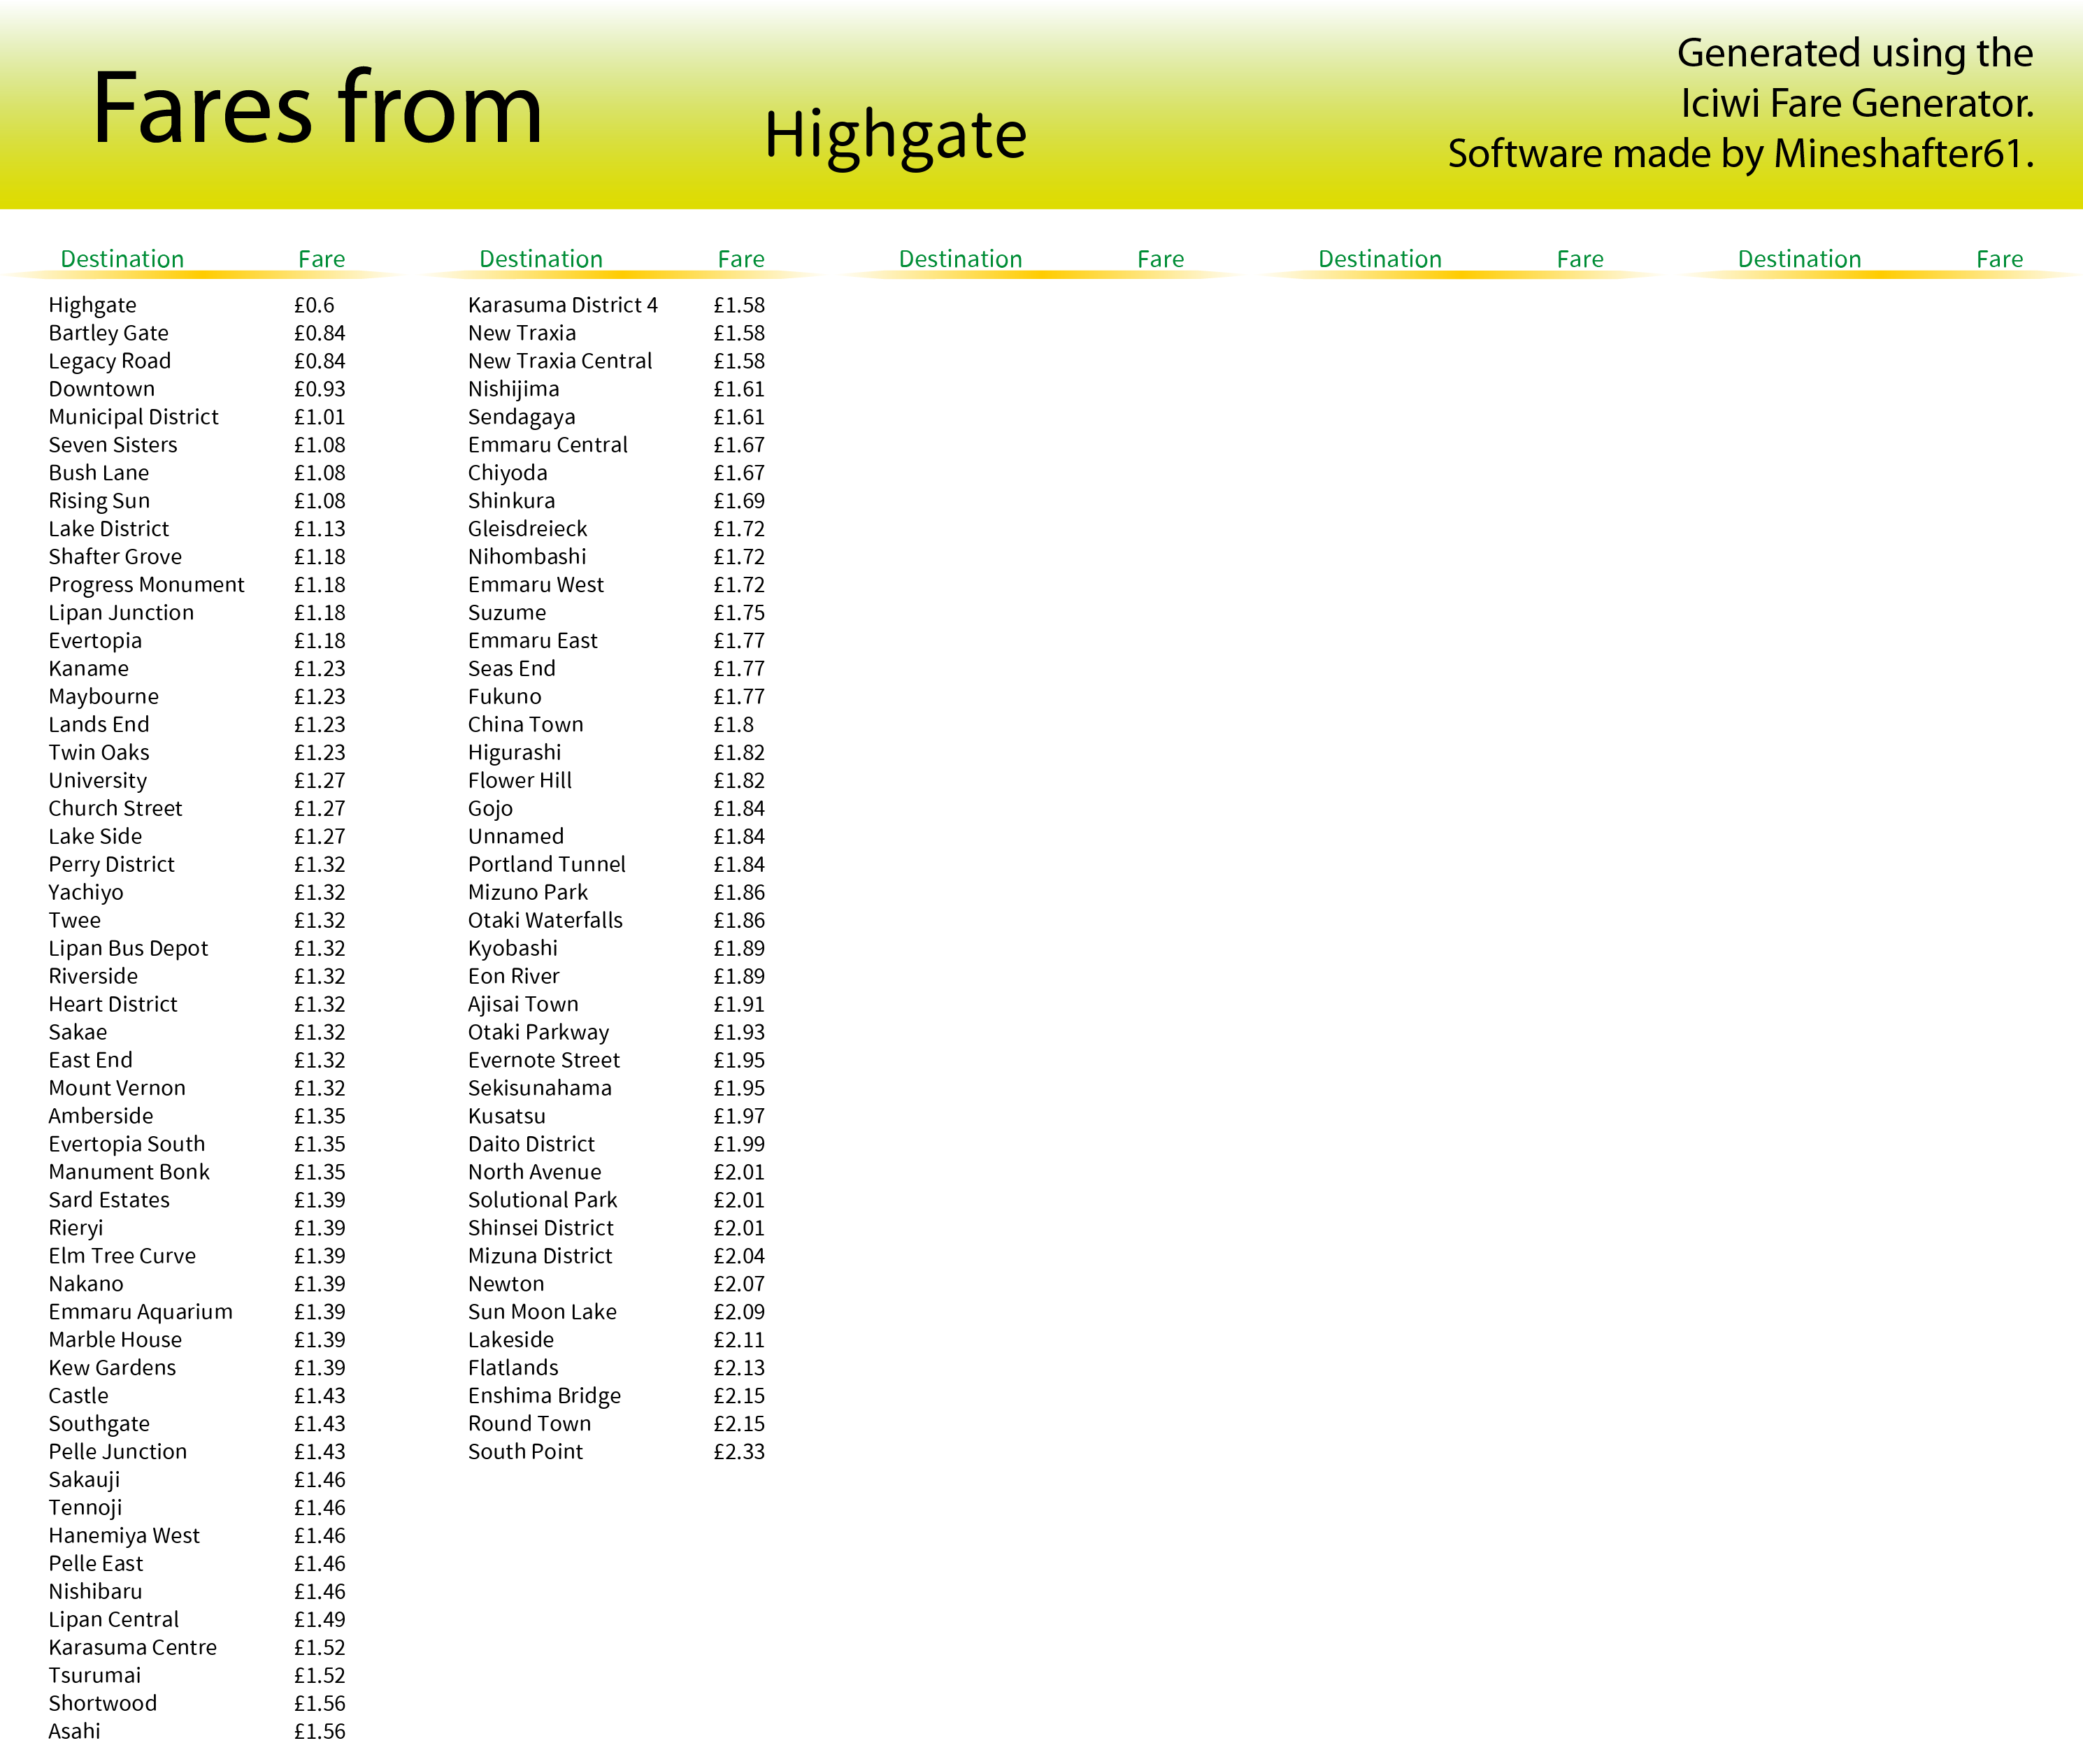 Fares from
Highgate
Generated using the
Iciwi Fare Generator.
Software made by Mineshafter61.
Destination Fare Destination Fare Destination Fare Destination Fare Destination Fare
Highgate £0.6
Bartley Gate £0.84
Legacy Road £0.84
Downtown £0.93
Municipal District £1.01
Seven Sisters £1.08
Bush Lane £1.08
Rising Sun £1.08
Lake District £1.13
Shafter Grove £1.18
Progress Monument £1.18
Lipan Junction £1.18
Evertopia £1.18
Kaname £1.23
Maybourne £1.23
Lands End £1.23
Twin Oaks £1.23
University £1.27
Church Street £1.27
Lake Side £1.27
Perry District £1.32
Yachiyo £1.32
Twee £1.32
Lipan Bus Depot £1.32
Riverside £1.32
Heart District £1.32
Sakae £1.32
East End £1.32
Mount Vernon £1.32
Amberside £1.35
Evertopia South £1.35
Manument Bonk £1.35
Sard Estates £1.39
Rieryi £1.39
Elm Tree Curve £1.39
Nakano £1.39
Emmaru Aquarium £1.39
Marble House £1.39
Kew Gardens £1.39
Castle £1.43
Southgate £1.43
Pelle Junction £1.43
Sakauji £1.46
Tennoji £1.46
Hanemiya West £1.46
Pelle East £1.46
Nishibaru £1.46
Lipan Central £1.49
Karasuma Centre £1.52
Tsurumai £1.52
Shortwood £1.56
Asahi £1.56
Karasuma District 4 £1.58
New Traxia £1.58
New Traxia Central £1.58
Nishijima £1.61
Sendagaya £1.61
Emmaru Central £1.67
Chiyoda £1.67
Shinkura £1.69
Gleisdreieck £1.72
Nihombashi £1.72
Emmaru West £1.72
Suzume £1.75
Emmaru East £1.77
Seas End £1.77
Fukuno £1.77
China Town £1.8
Higurashi £1.82
Flower Hill £1.82
Gojo £1.84
Unnamed £1.84
Portland Tunnel £1.84
Mizuno Park £1.86
Otaki Waterfalls £1.86
Kyobashi £1.89
Eon River £1.89
Ajisai Town £1.91
Otaki Parkway £1.93
Evernote Street £1.95
Sekisunahama £1.95
Kusatsu £1.97
Daito District £1.99
North Avenue £2.01
Solutional Park £2.01
Shinsei District £2.01
Mizuna District £2.04
Newton £2.07
Sun Moon Lake £2.09
Lakeside £2.11
Flatlands £2.13
Enshima Bridge £2.15
Round Town £2.15
South Point £2.33